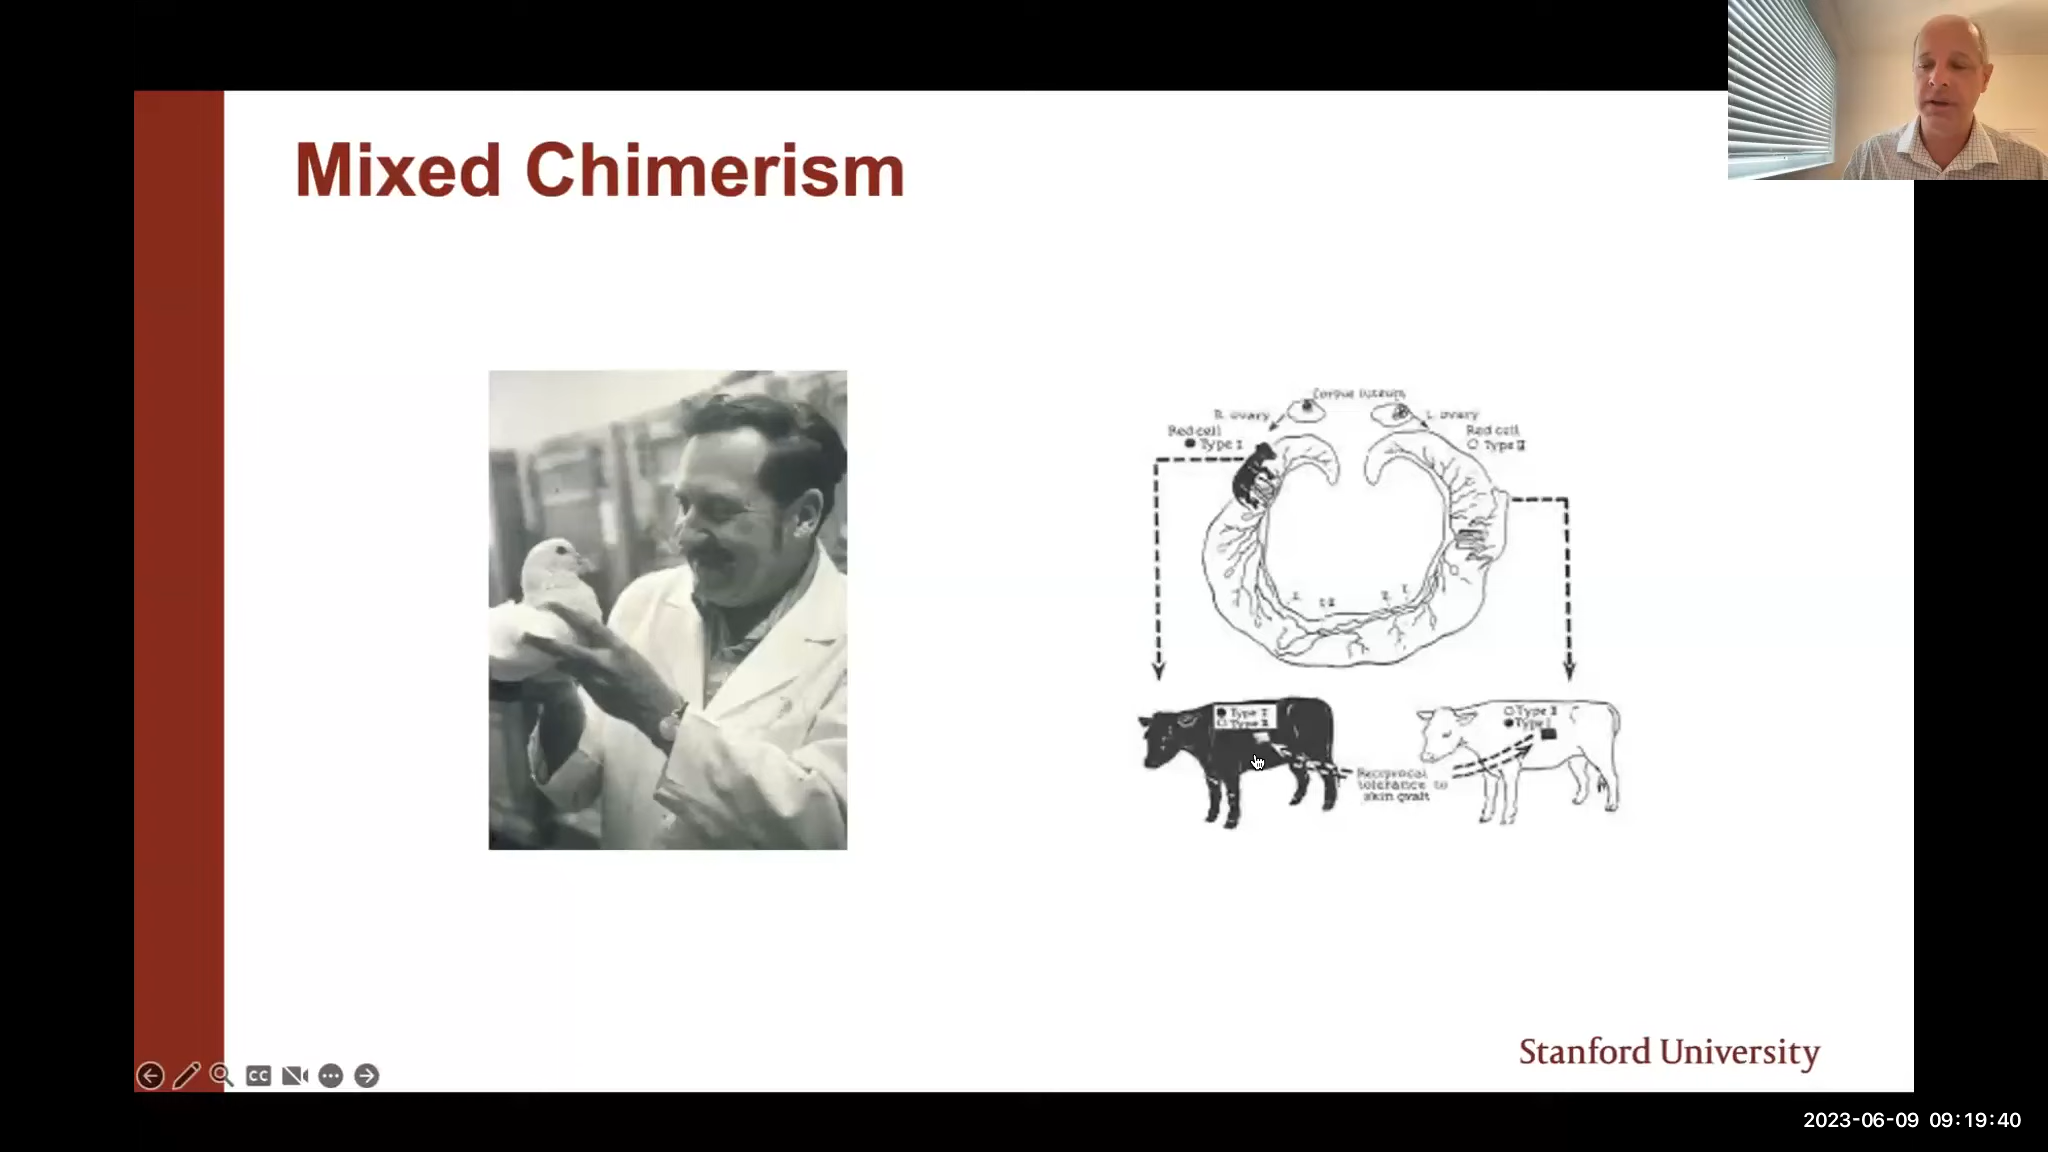 Mixed Chimerism
Corpus luteum
R. ovary
L. ovary
Red cell
Type I
Red cell
Type II
Type I
Type II
Type II
Type I
Reciprocal
tolerance to
skin graft
Stanford University
CC
2023-06-09 09:19:40